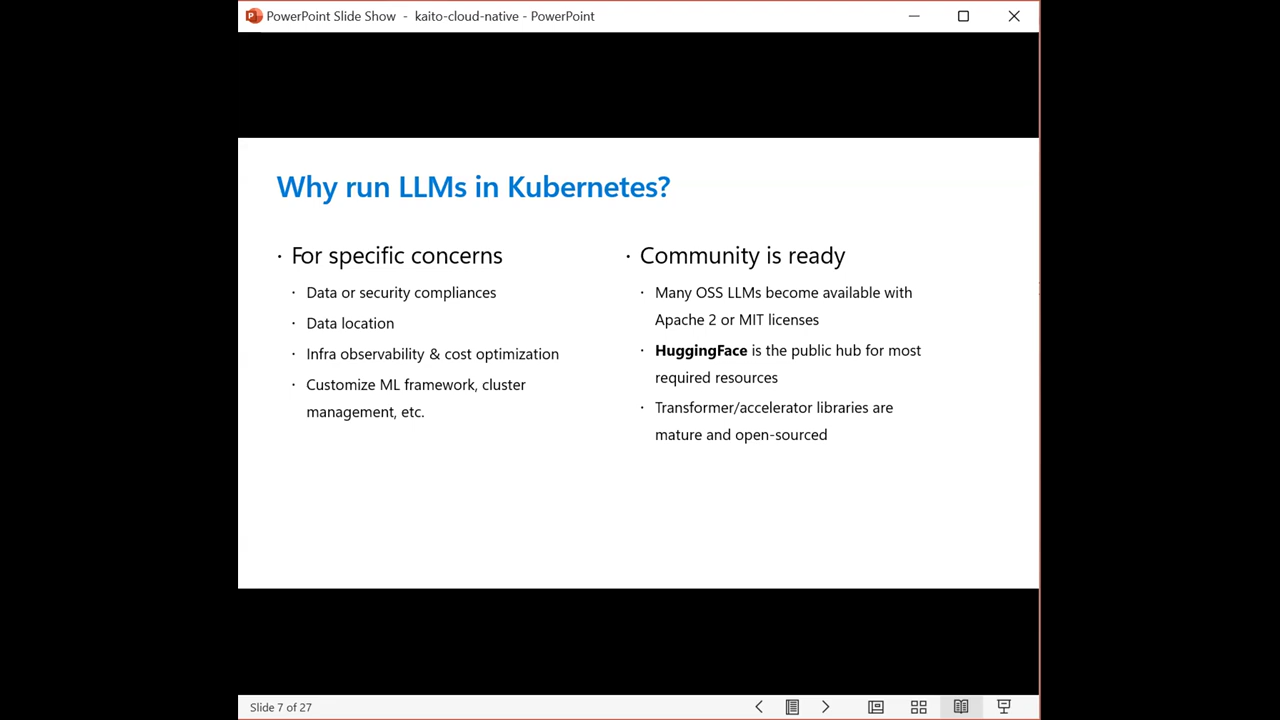 PowerPoint Slide Show - kaito-cloud-native - PowerPoint
Why run LLMs in Kubernetes?
· For specific concerns
· Data or security compliances
· Data location
· Infra observability & cost optimization
· Customize ML framework, cluster
management, etc.
· Community is ready
· Many OSS LLMs become available with
Apache 2 or MIT licenses
· HuggingFace is the public hub for most
required resources
· Transformer/accelerator libraries are
mature and open-sourced
Slide 7 of 27